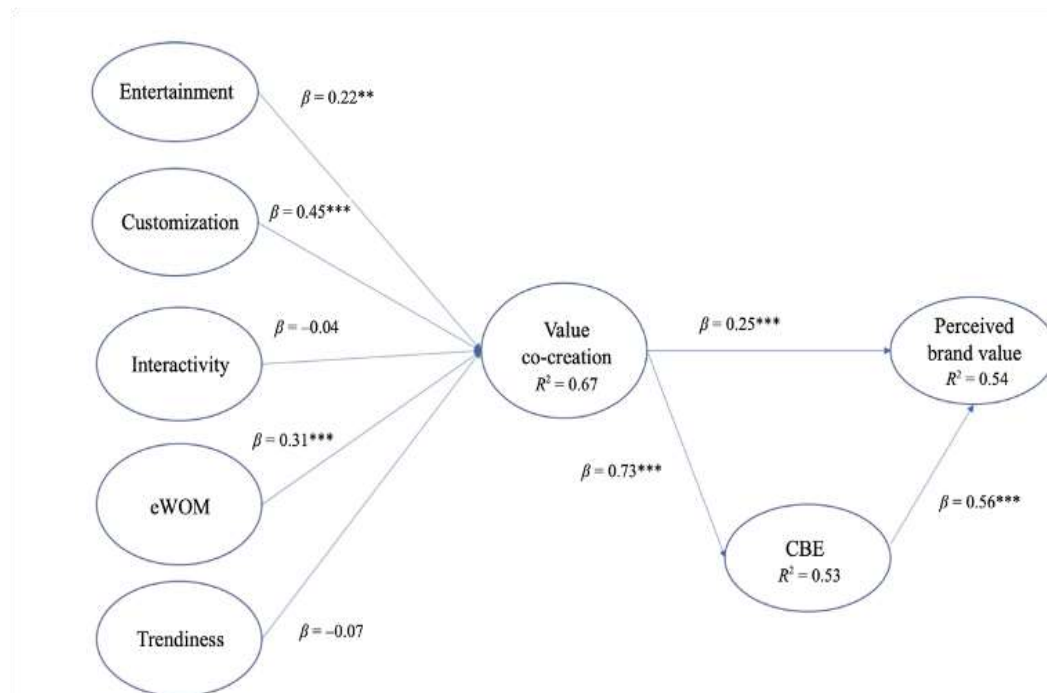 Entertainment
β = 0.22**
Customization
β = 0.45***
Interactivity
β = –0.04
eWOM
β = 0.31***
Trendiness
β = –0.07
Value
co-creation
R² = 0.67
β = 0.25***
Perceived
brand value
R² = 0.54
β = 0.73***
CBE
R² = 0.53
β = 0.56***